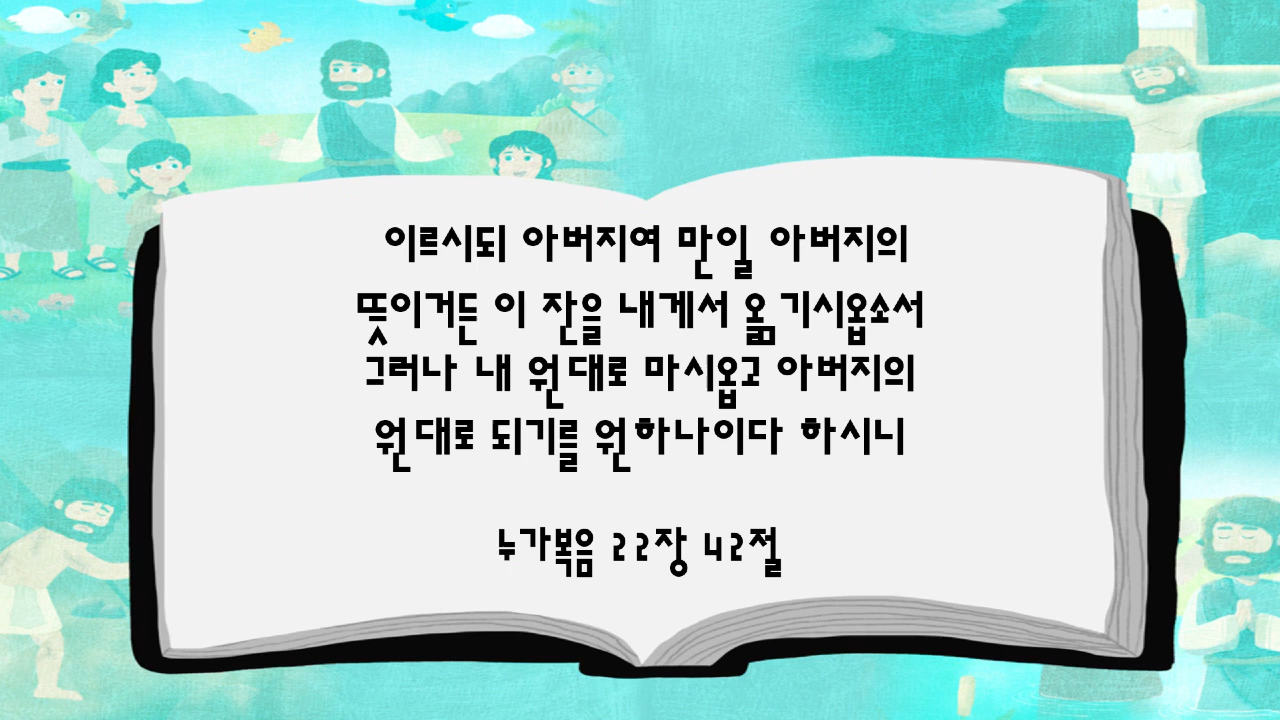 이르시되 아버지여 만일 아버지의
뜻이거든 이 잔을 내게서 옮기시옵소서
그러나 내 원대로 마시옵고 아버지의
원대로 되기를 원하나이다 하시니
누가복음 22장 42절